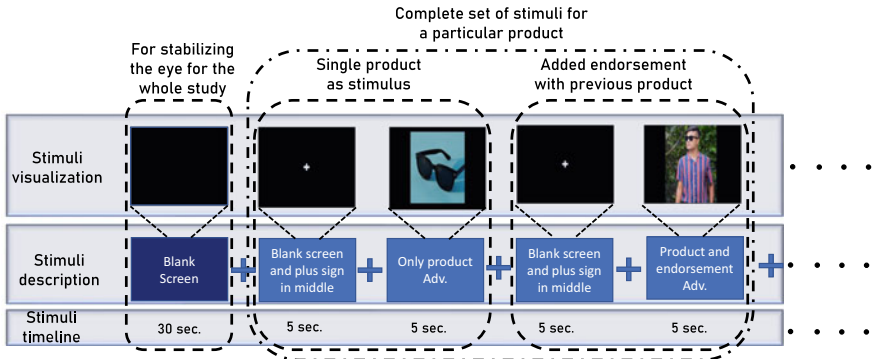 Complete set of stimuli for
a particular product
For stabilizing
the eye for the
whole study
Single product
as stimulus
Added endorsement
with previous product
Stimuli
visualization
Stimuli
description
Blank
Screen
Blank screen
and plus sign
in middle
Only product
Adv.
Blank screen
and plus sign
in middle
Product and
endorsement
Adv.
Stimuli
timeline
30 sec.
5 sec.
5 sec.
5 sec.
5 sec.